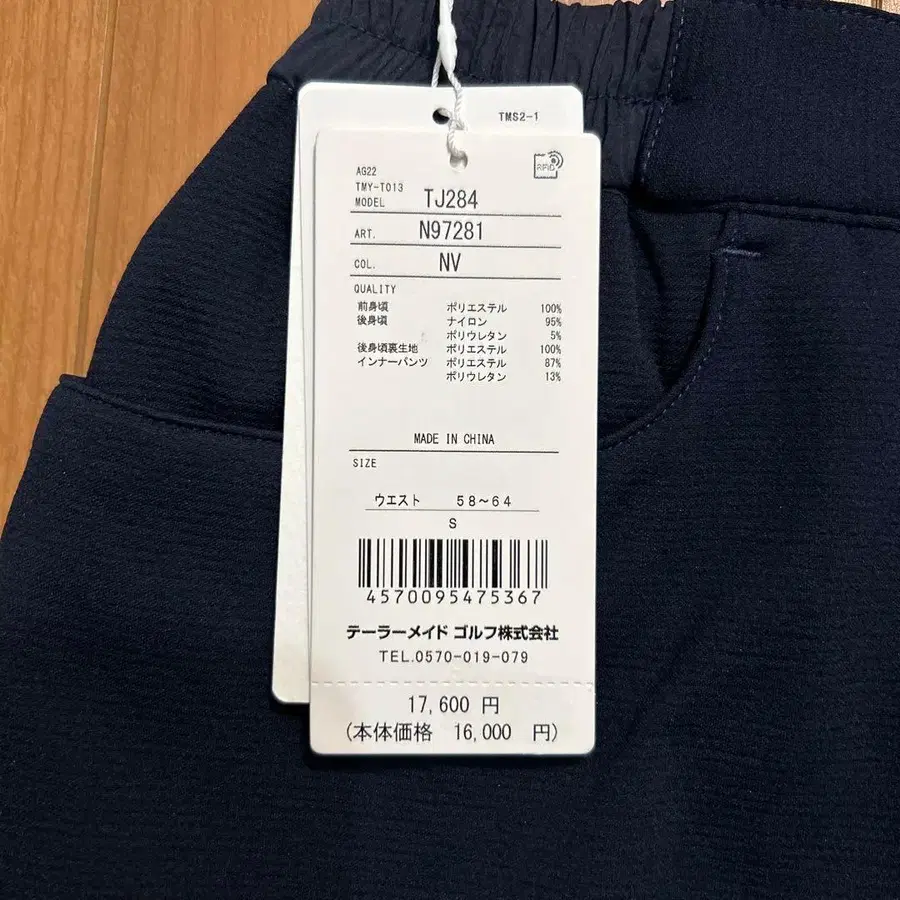 TMS2-1
RFID
AG22
TMY-T013
MODEL TJ284
ART. N97281
COL. NV
QUALITY
前身頃 ポリエステル 100%
後身頃 ナイロン 95%
ポリウレタン 5%
後身頃裏生地 ポリエステル 100%
インナーパンツ ポリエステル 87%
ポリウレタン 13%
MADE IN CHINA
SIZE
ウエスト 58〜64
S
4570095475367
テーラーメイド ゴルフ株式会社
TEL.0570-019-079
17,600 円
(本体価格 16,000 円)